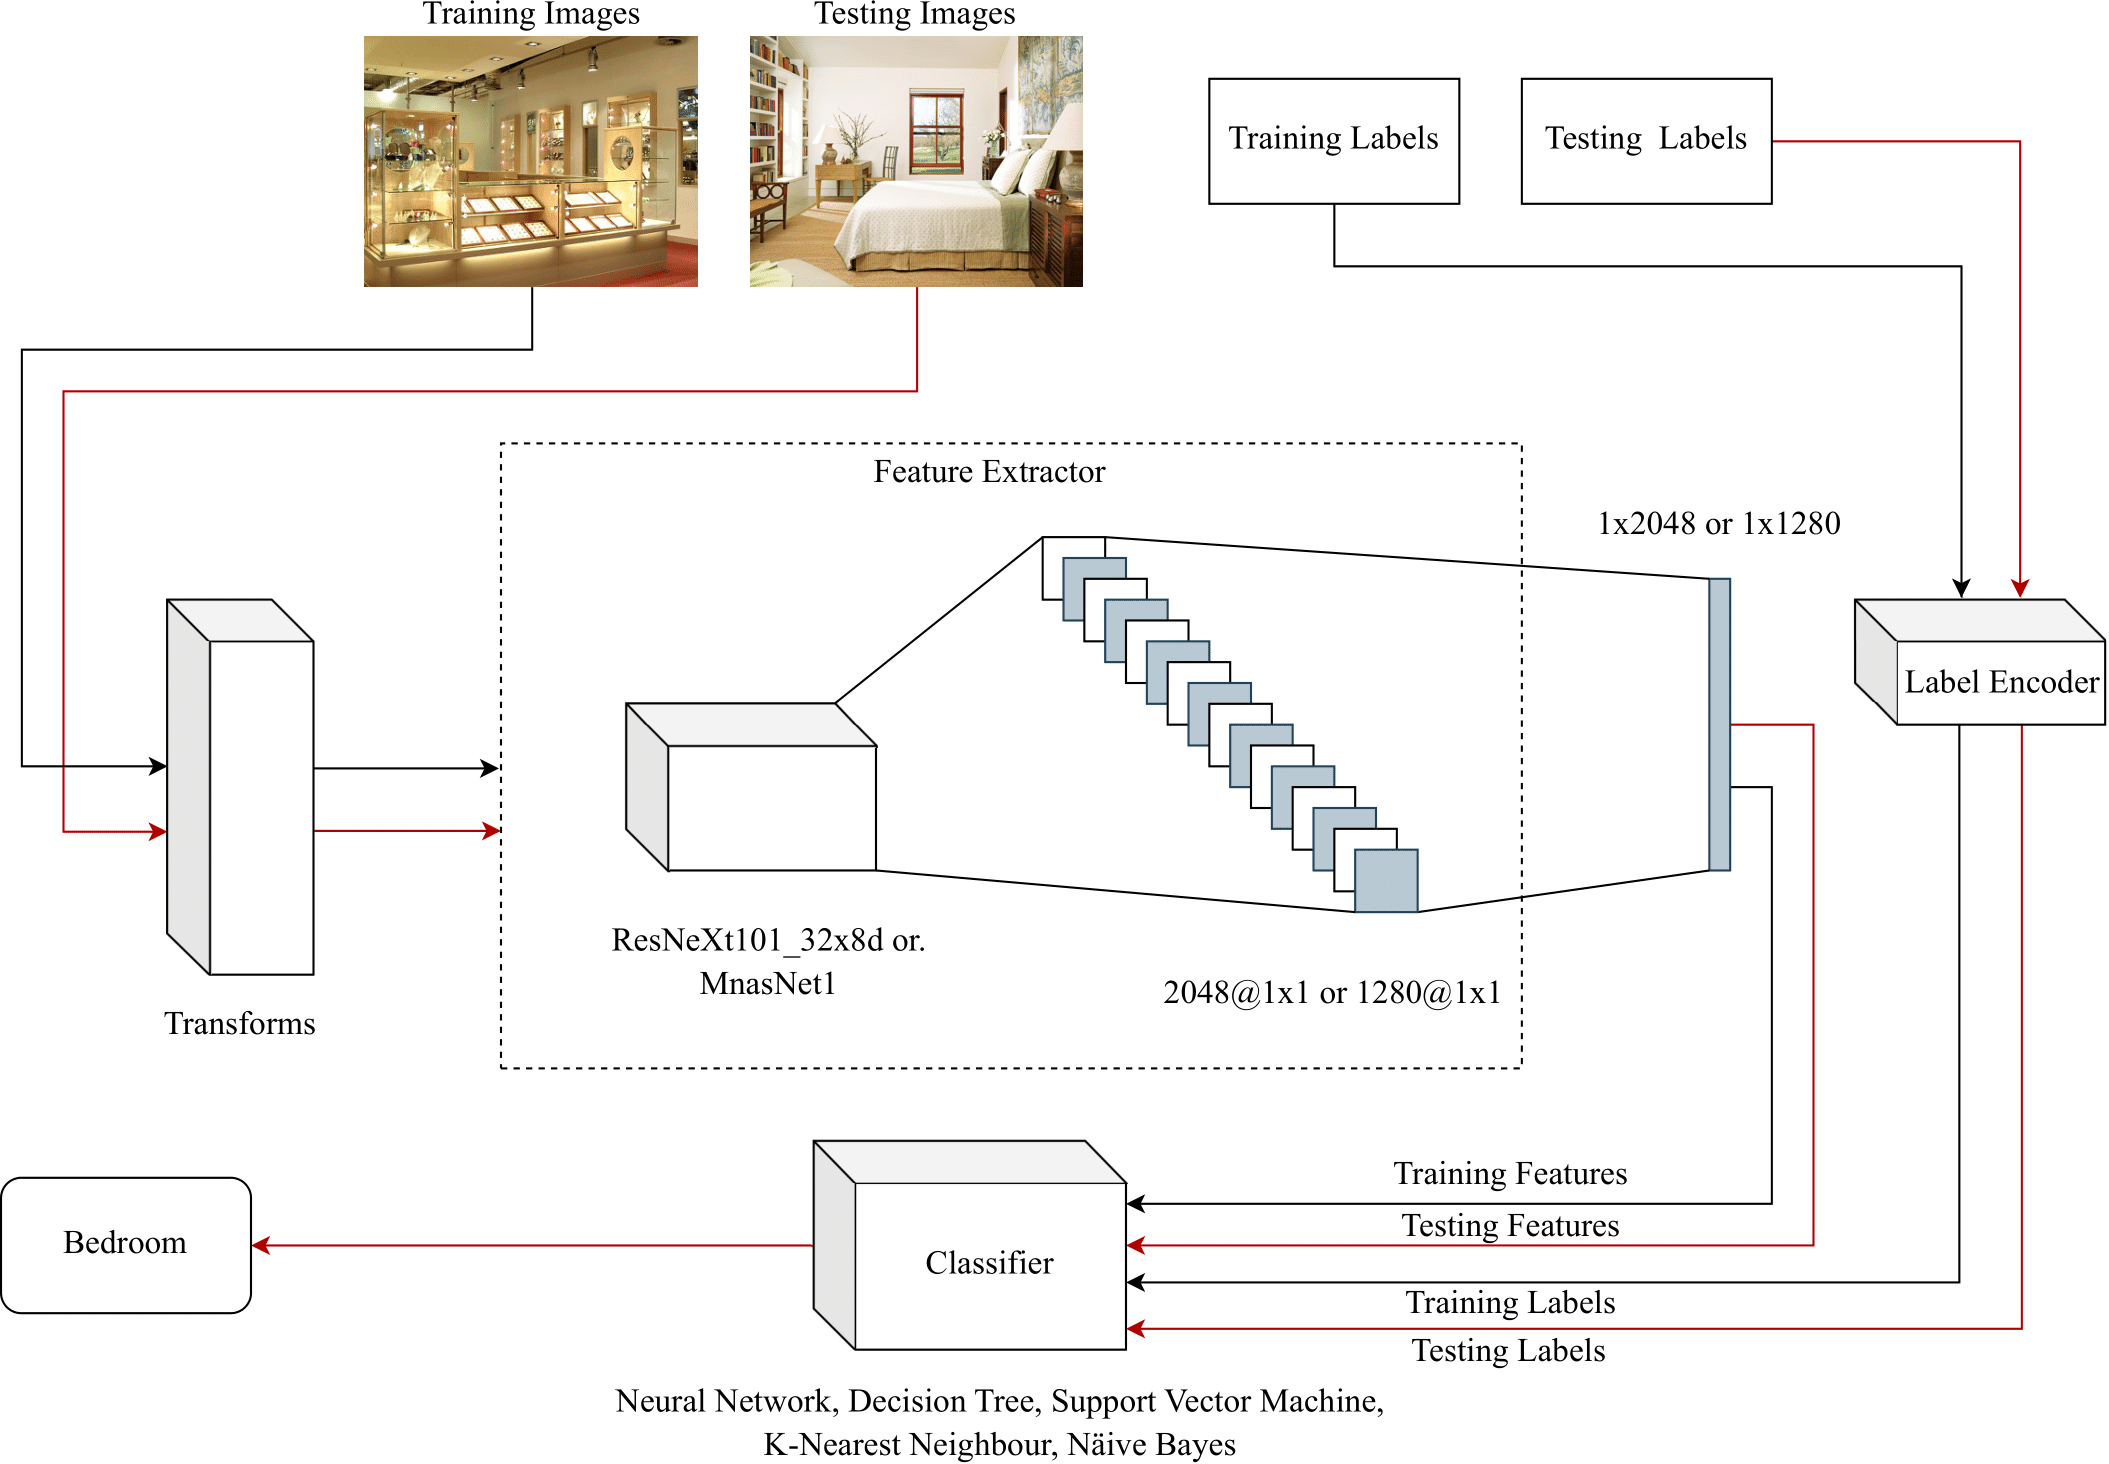 Training Images
Testing Images
Training Labels
Testing Labels
Feature Extractor
1x2048 or 1x1280
Label Encoder
ResNeXt101_32x8d or.
MnasNet1
2048@1x1 or 1280@1x1
Transforms
Training Features
Testing Features
Bedroom
Classifier
Training Labels
Testing Labels
Neural Network, Decision Tree, Support Vector Machine,
K-Nearest Neighbour, Näive Bayes